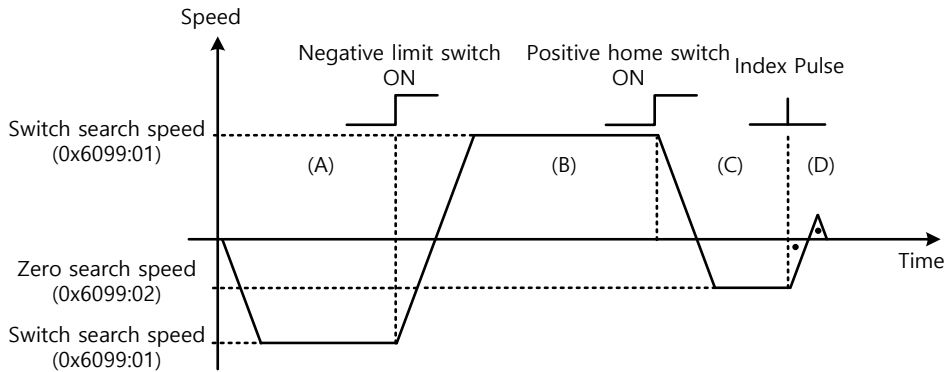 Speed
Negative limit switch
ON
Positive home switch
ON
Index Pulse
Switch search speed
(0x6099:01)
(A)
(B)
(C)
(D)
Time
Zero search speed
(0x6099:02)
Switch search speed
(0x6099:01)